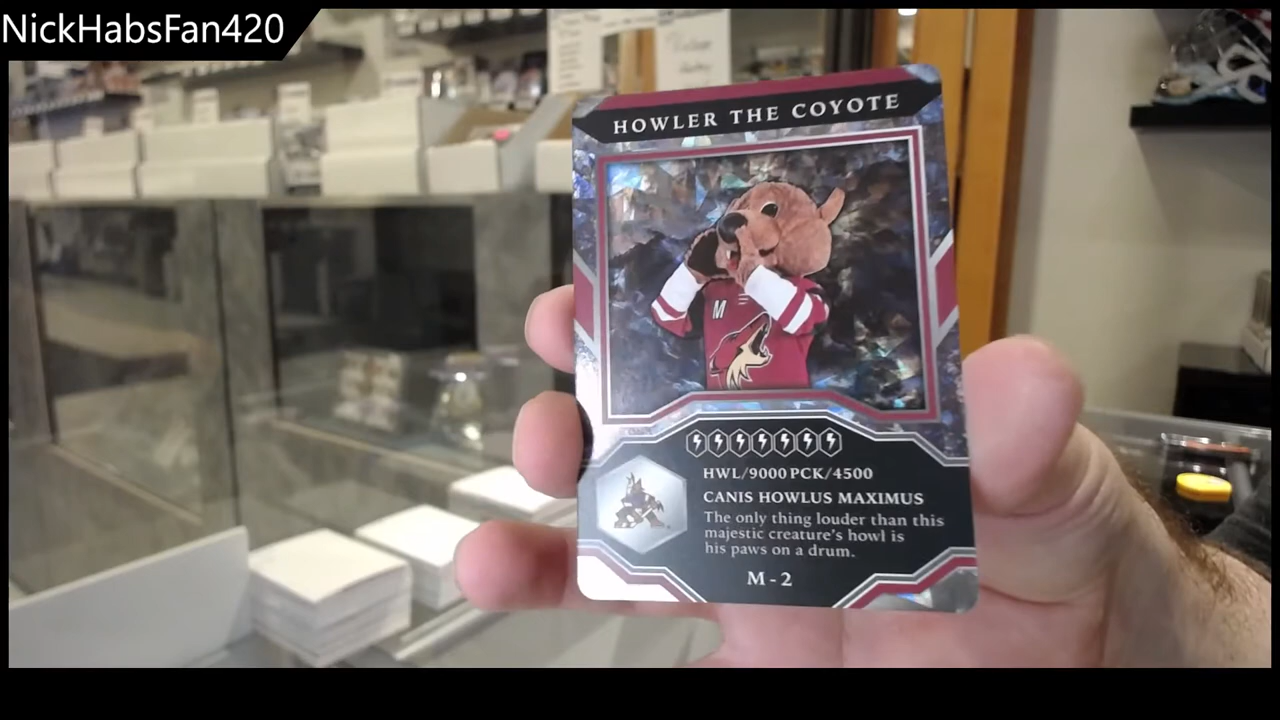 NickHabsFan420
HOWLER THE COYOTE
M
HWL/9000 PCK/4500
CANIS HOWLUS MAXIMUS
The only thing louder than this
majestic creature's howl is
his paws on a drum.
M-2